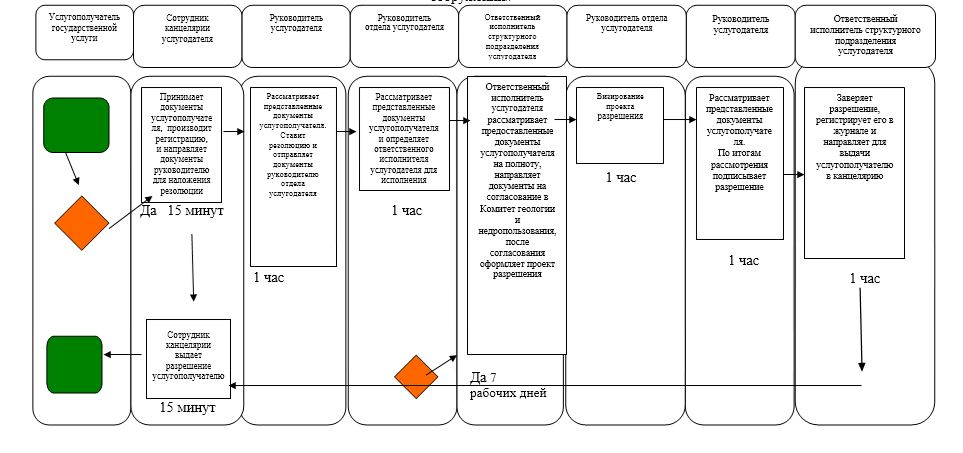 Услугополучатель
государственной
услуги
Сотрудник
канцелярии
услугодателя
Руководитель
услугодателя
Руководитель
отдела услугодателя
Ответственный
исполнитель
структурного
подразделения
услугодателя
Руководитель отдела
услугодателя
Руководитель
услугодателя
Ответственный
исполнитель структурного
подразделения
услугодателя
Принимает
документы
услугополучате
ля, производит
регистрацию,
и направляет
документы
руководителю
для наложения
резолюции
Да 15 минут
Рассматривает
представленные
документы
услугополучателя.
Ставит
резолюцию и
отправляет
документы
руководителю
отдела
услугодателя
1 час
Рассматривает
представленные
документы
услугополучателя
и определяет
ответственного
исполнителя
услугодателя для
исполнения
1 час
Ответственный
исполнитель
услугодателя
рассматривает
предоставленные
документы
услугополучателя
на полноту,
направляет
документы на
согласование в
Комитет геологии
и
недропользования,
после
согласования
оформляет проект
разрешения
Да 7
рабочих дней
Визирование
проекта
разрешения
1 час
Рассматривает
представленные
документы
услугополучате
ля.
По итогам
рассмотрения
подписывает
разрешение
1 час
Заверяет
разрешение,
регистрирует его в
журнале и
направляет для
выдачи
услугополучателю
в канцелярию
1 час
Сотрудник
канцелярии
выдает
разрешение
услугополучателю
15 минут